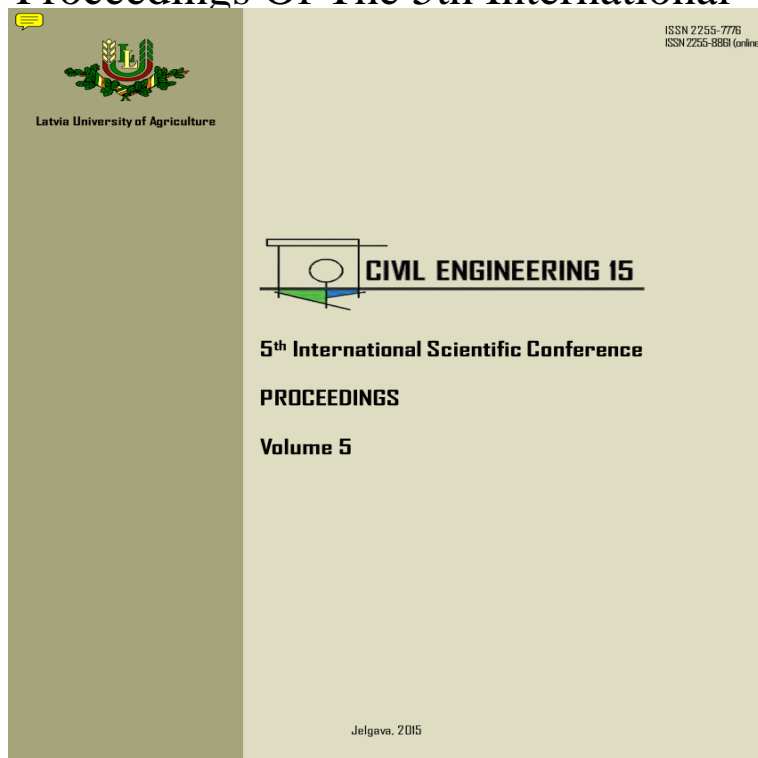 Proceedings Of The 5th International
ISSN 2255-7776
ISSN 2255-8861 (online
Latvia University of Agriculture
CIVIL ENGINEERING 15
5th International Scientific Conference
PROCEEDINGS
Volume 5
Jelgava, 2015